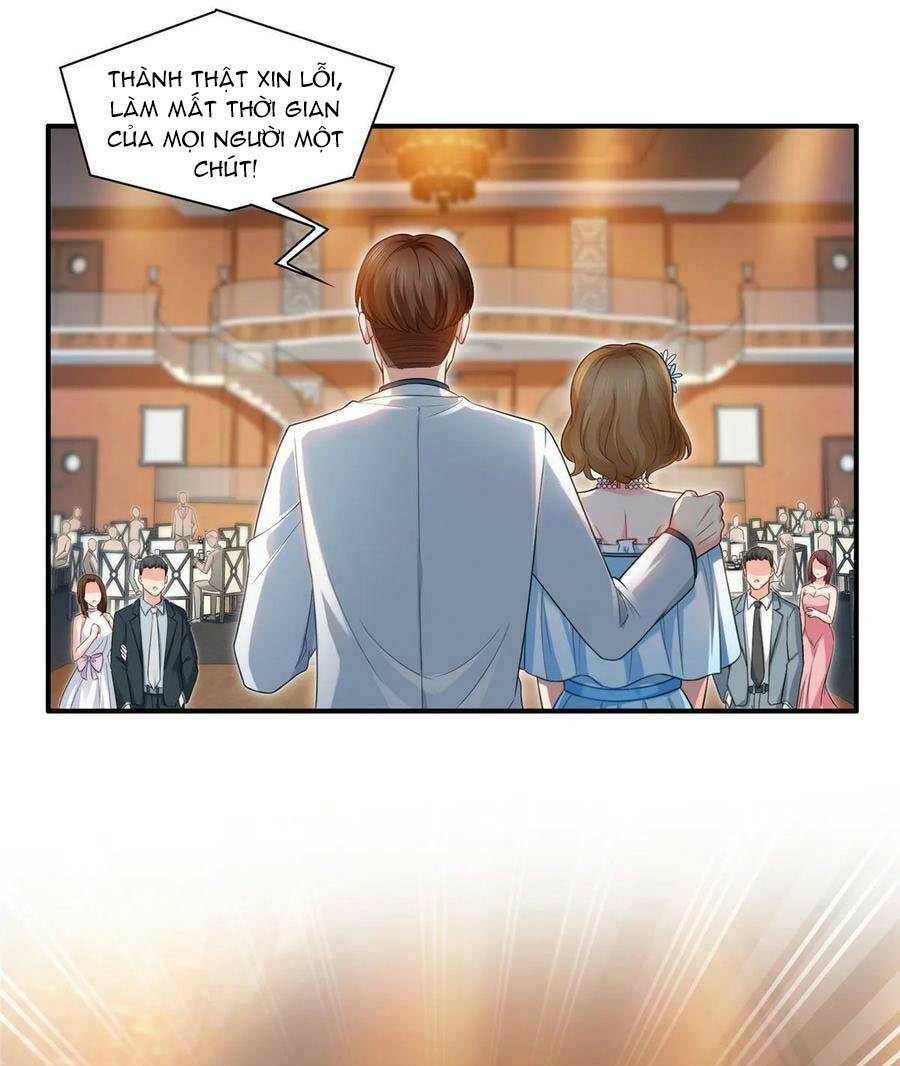 THÀNH THẬT XIN LỖI,
LÀM MẤT THỜI GIAN
CỦA MỌI NGƯỜI MỘT
CHÚT!